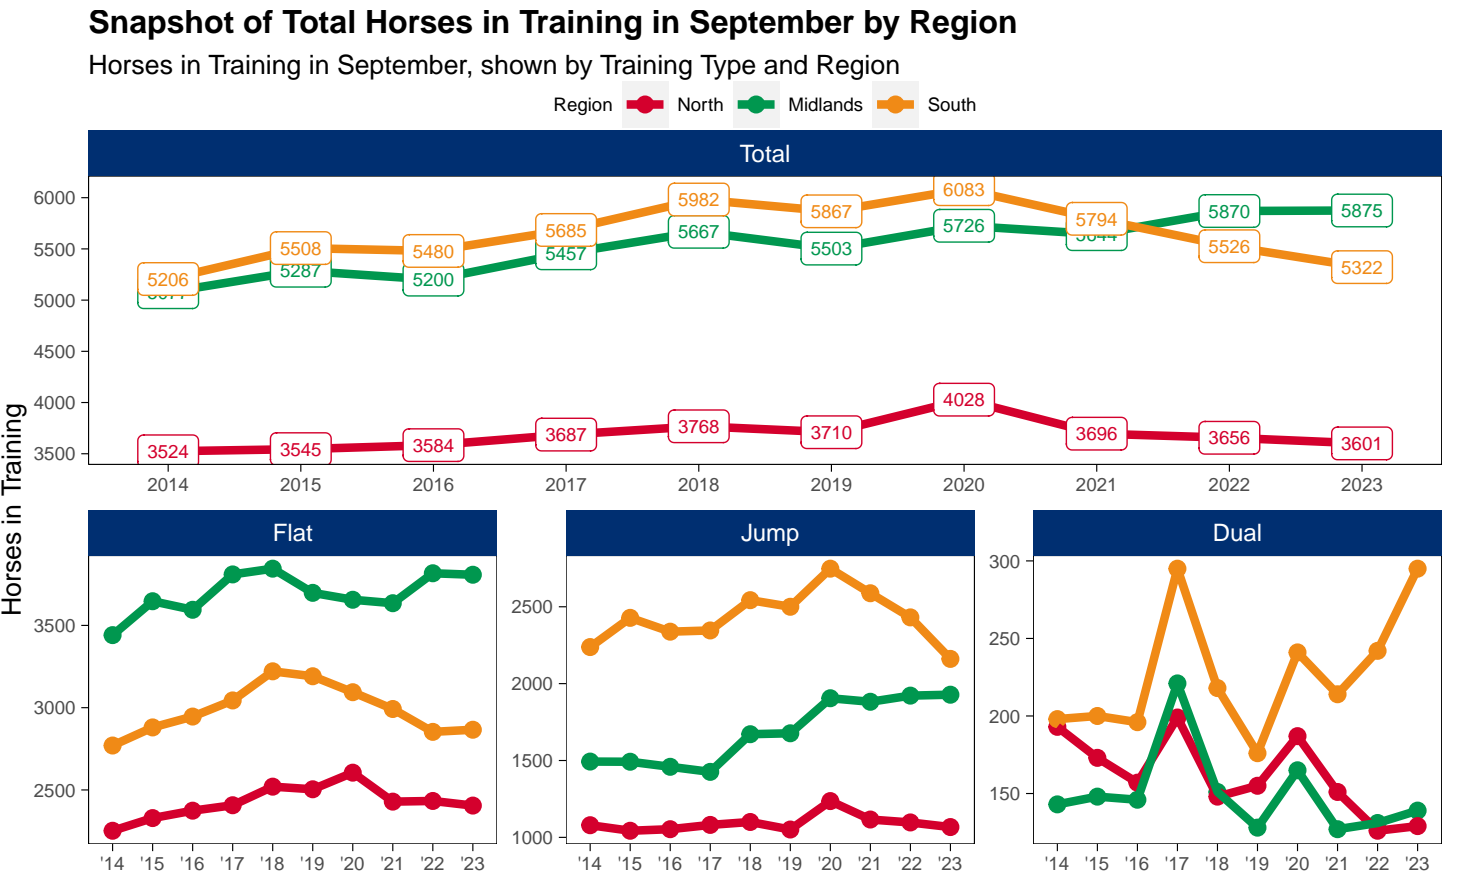 Snapshot of Total Horses in Training in September by Region
Horses in Training in September, shown by Training Type and Region
Region North Midlands South
Total
Horses in Training
6000
5500
5000
4500
4000
3500
5206 5508 5480 5685 5982 5867 6083 5794 5526 5322
5287 5200 5457 5667 5503 5726 5870 5875
3524 3545 3584 3687 3768 3710 4028 3696 3656 3601
2014 2015 2016 2017 2018 2019 2020 2021 2022 2023
Flat
3500
3000
2500
'14 '15 '16 '17 '18 '19 '20 '21 '22 '23
Jump
2500
2000
1500
1000
'14 '15 '16 '17 '18 '19 '20 '21 '22 '23
Dual
300
250
200
150
'14 '15 '16 '17 '18 '19 '20 '21 '22 '23